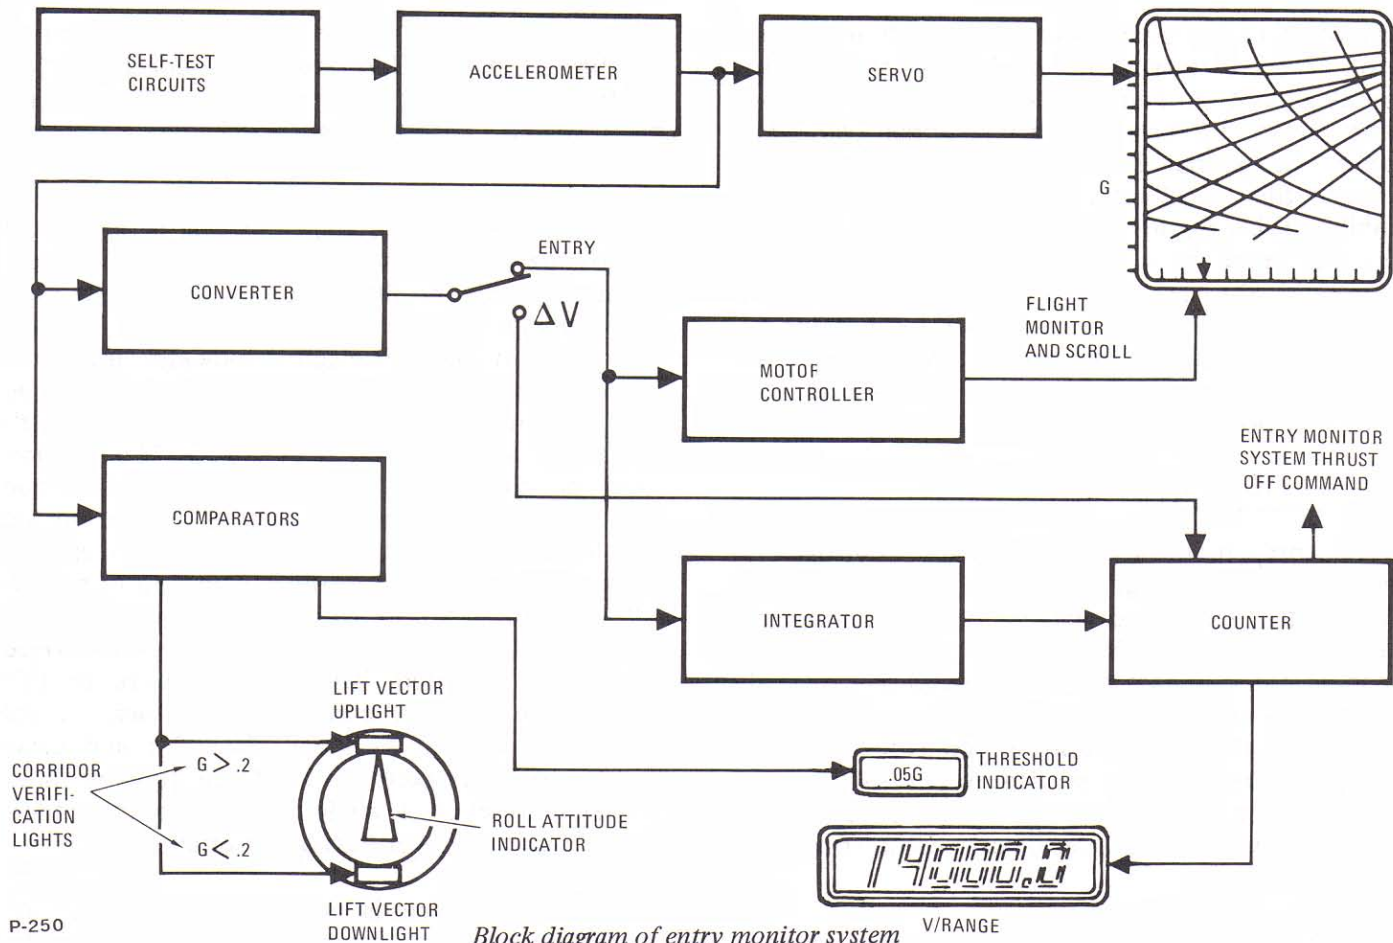 SELF-TEST
CIRCUITS
ACCELEROMETER
SERVO
G
CONVERTER
ENTRY
ΔV
FLIGHT
MONITOR
AND SCROLL
MOTOF
CONTROLLER
ENTRY MONITOR
SYSTEM THRUST
OFF COMMAND
COMPARATORS
INTEGRATOR
COUNTER
LIFT VECTOR
UPLIGHT
CORRIDOR
VERIFI-
CATION
LIGHTS
G > .2
G < .2
ROLL ATTITUDE
INDICATOR
LIFT VECTOR
DOWNLIGHT
.05G
THRESHOLD
INDICATOR
14000.0
V/RANGE
P-250
Block diagram of entry monitor system